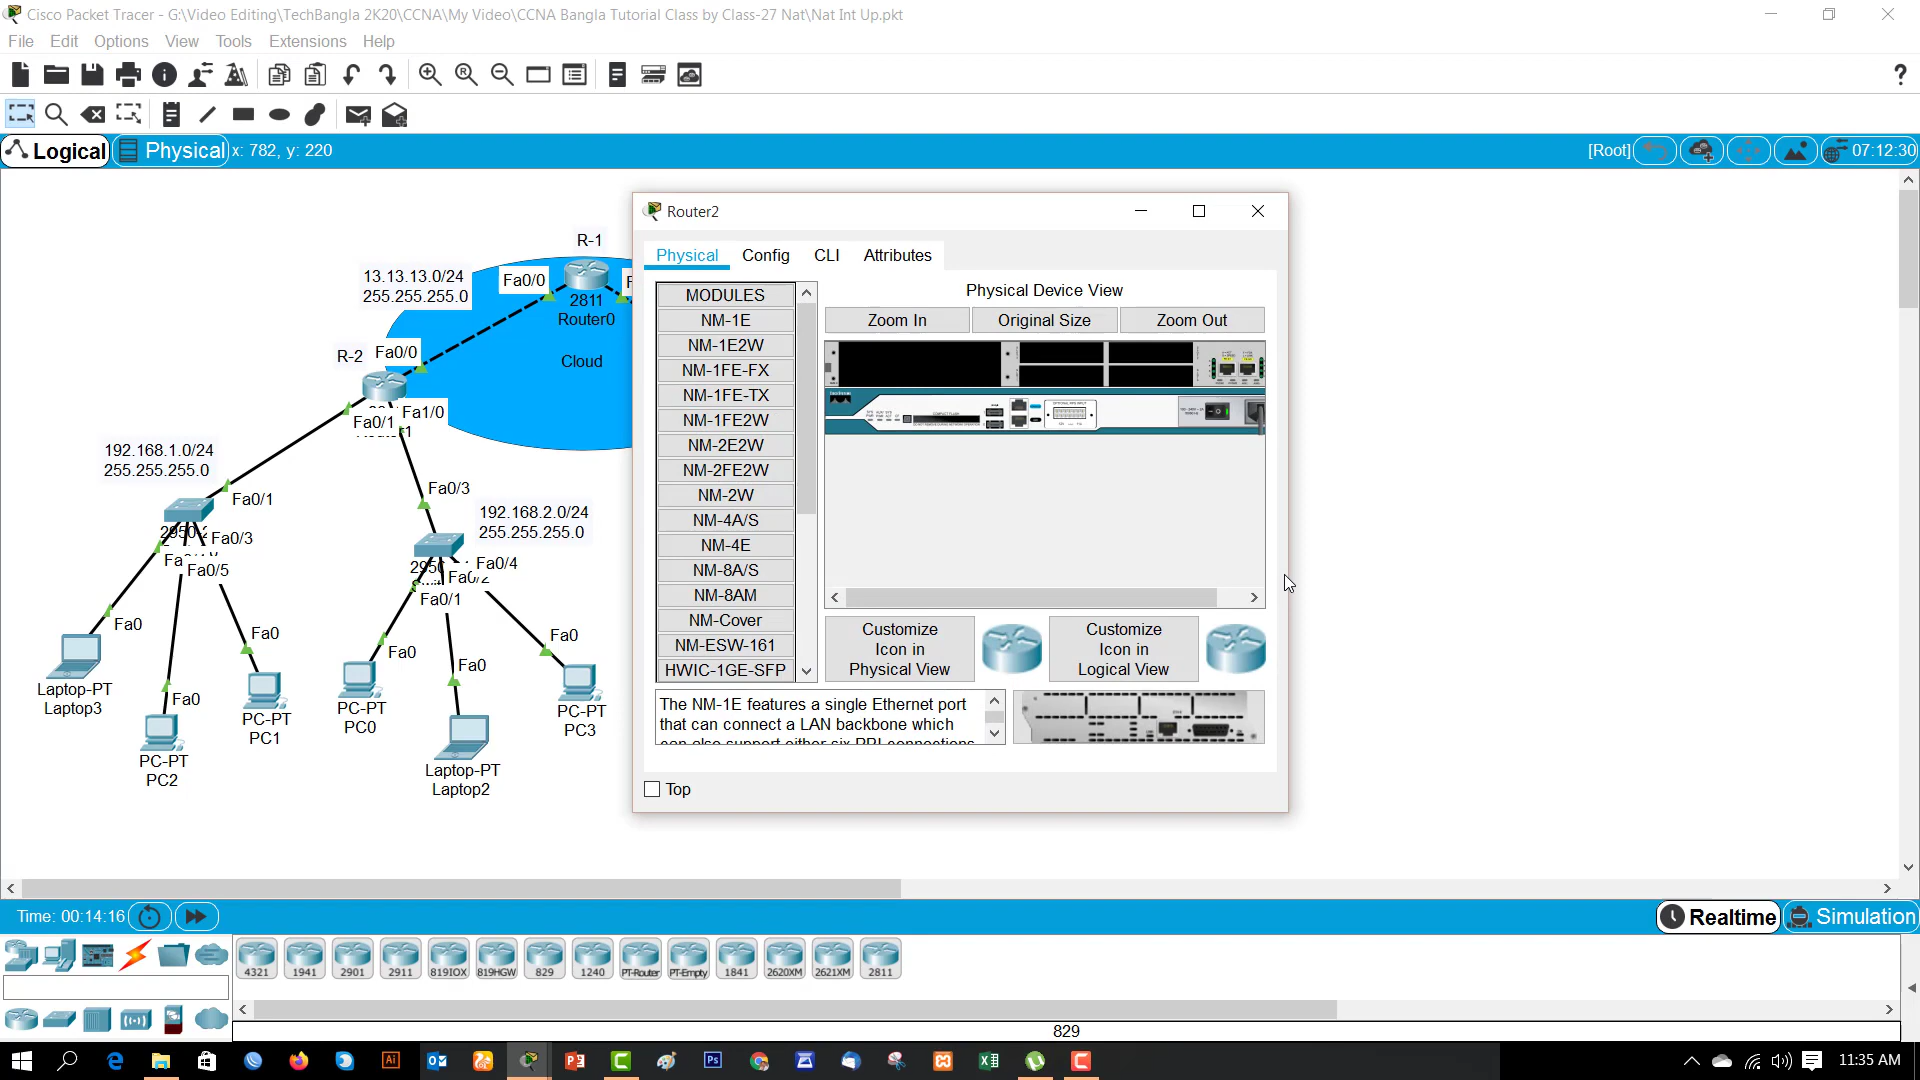 Cisco Packet Tracer - G:\Video Editing\TechBangla 2K20\CCNA\My Video\CCNA Bangla Tutorial Class by Class-27 Nat\Nat Int Up.pkt
File Edit Options View Tools Extensions Help
Logical Physical x: 782, y: 220
[Root] 07:12:30
R-1
13.13.13.0/24
255.255.255.0
Fa0/0
2811
Router0
R-2 Fa0/0
Cloud
Fa1/0
Fa0/1
192.168.1.0/24
255.255.255.0
Fa0/1
Fa0/3
192.168.2.0/24
255.255.255.0
Fa0/3
Fa0/5
Fa0/4
Fa0/2
Fa0/1
Fa0
Fa0
Fa0
Fa0
Fa0
Fa0
Laptop-PT
Laptop3
PC-PT
PC2
PC-PT
PC1
PC-PT
PC0
Laptop-PT
Laptop2
PC-PT
PC3
Router2
Physical Config CLI Attributes
MODULES
NM-1E
NM-1E2W
NM-1FE-FX
NM-1FE-TX
NM-1FE2W
NM-2E2W
NM-2FE2W
NM-2W
NM-4A/S
NM-4E
NM-8A/S
NM-8AM
NM-Cover
NM-ESW-161
HWIC-1GE-SFP
Physical Device View
Zoom In Original Size Zoom Out
Customize
Icon in
Physical View
Customize
Icon in
Logical View
The NM-1E features a single Ethernet port
that can connect a LAN backbone which
can also support either six PRI connections
Top
Time: 00:14:16
Realtime Simulation
4321 1941 2901 2911 819IOX 819HGW 829 1240 PT-Router PT-Empty 1841 2620XM 2621XM 2811
829
11:35 AM